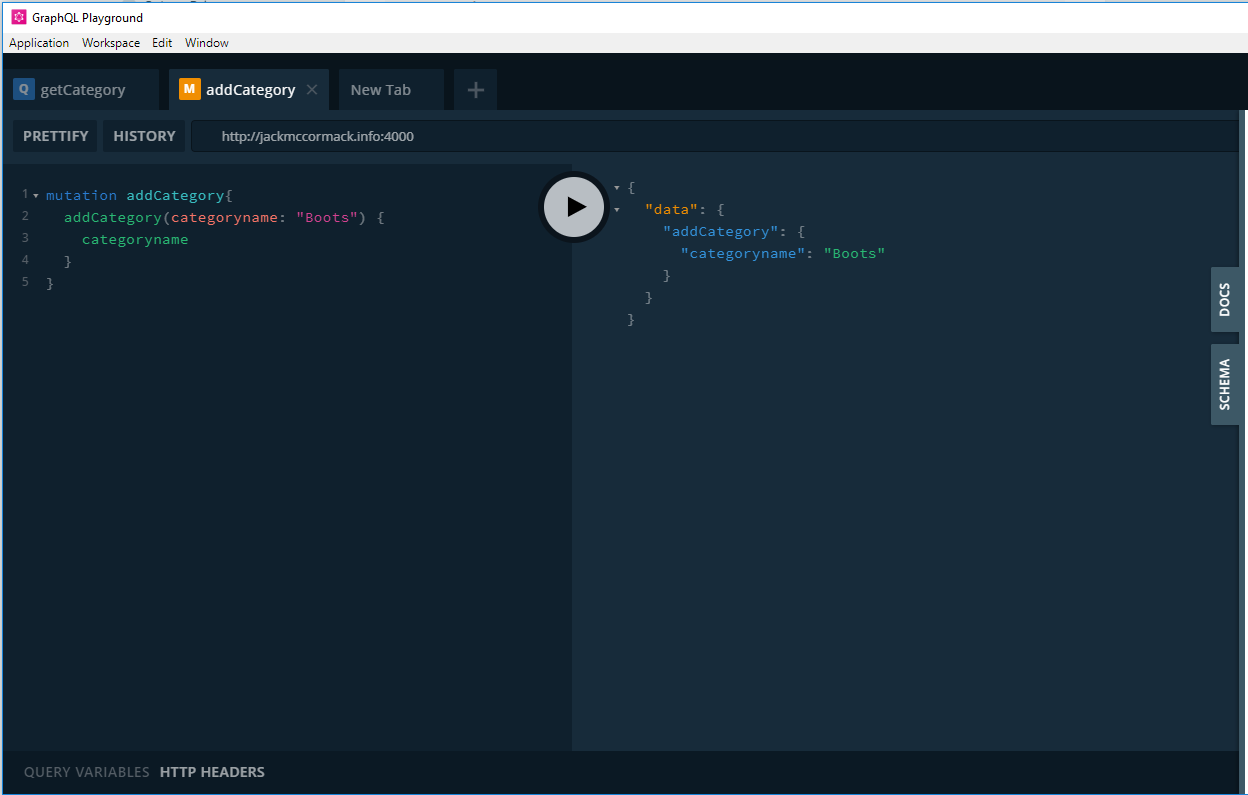 GraphQL Playground
Application Workspace Edit Window
Q getCategory M addCategory × New Tab +
PRETTIFY HISTORY http://jackmccormack.info:4000
1 mutation addCategory{
2 addCategory(categoryname: "Boots") {
3 categoryname
4 }
5 }
{
"data": {
"addCategory": {
"categoryname": "Boots"
}
}
}
DOCS
SCHEMA
QUERY VARIABLES HTTP HEADERS